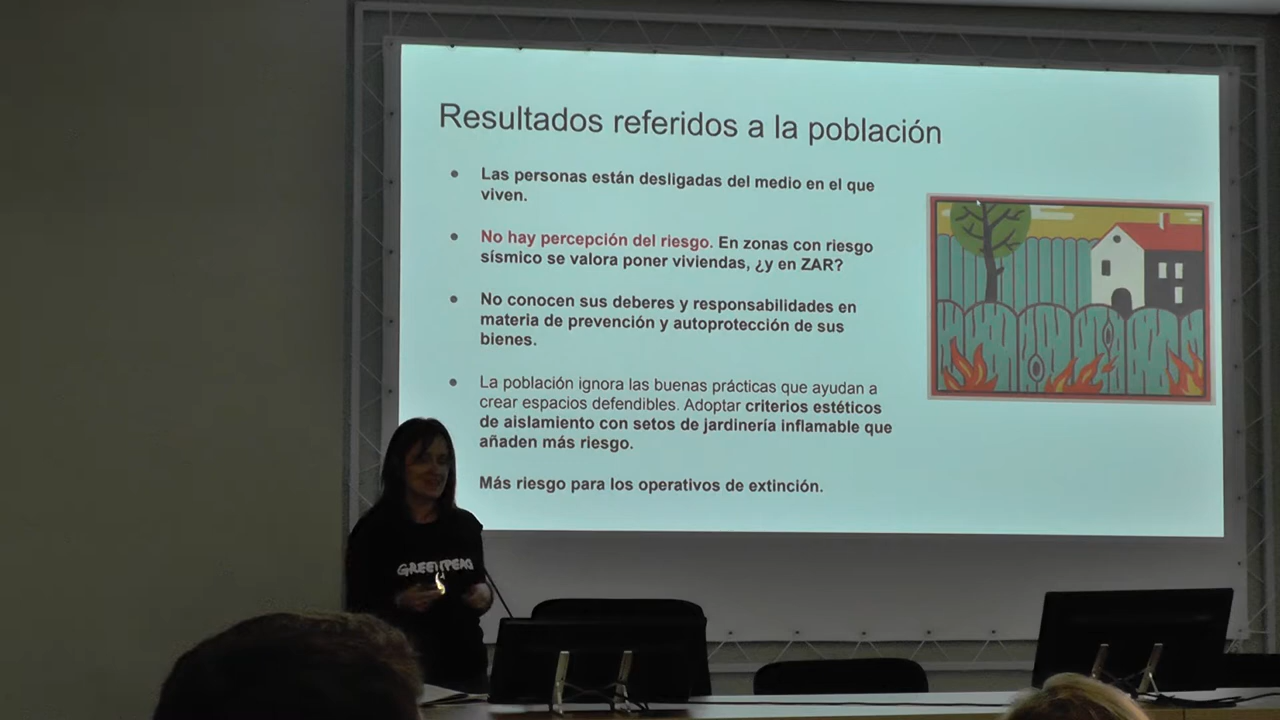 Resultados referidos a la población
• Las personas están desligadas del medio en el que
viven.
• No hay percepción del riesgo. En zonas con riesgo
sísmico se valora poner viviendas, ¿y en ZAR?
• No conocen sus deberes y responsabilidades en
materia de prevención y autoprotección de sus
bienes.
• La población ignora las buenas prácticas que ayudan a
crear espacios defendibles. Adoptar criterios estéticos
de aislamiento con setos de jardinería inflamable que
añaden más riesgo.
Más riesgo para los operativos de extinción.
GREENPEAC